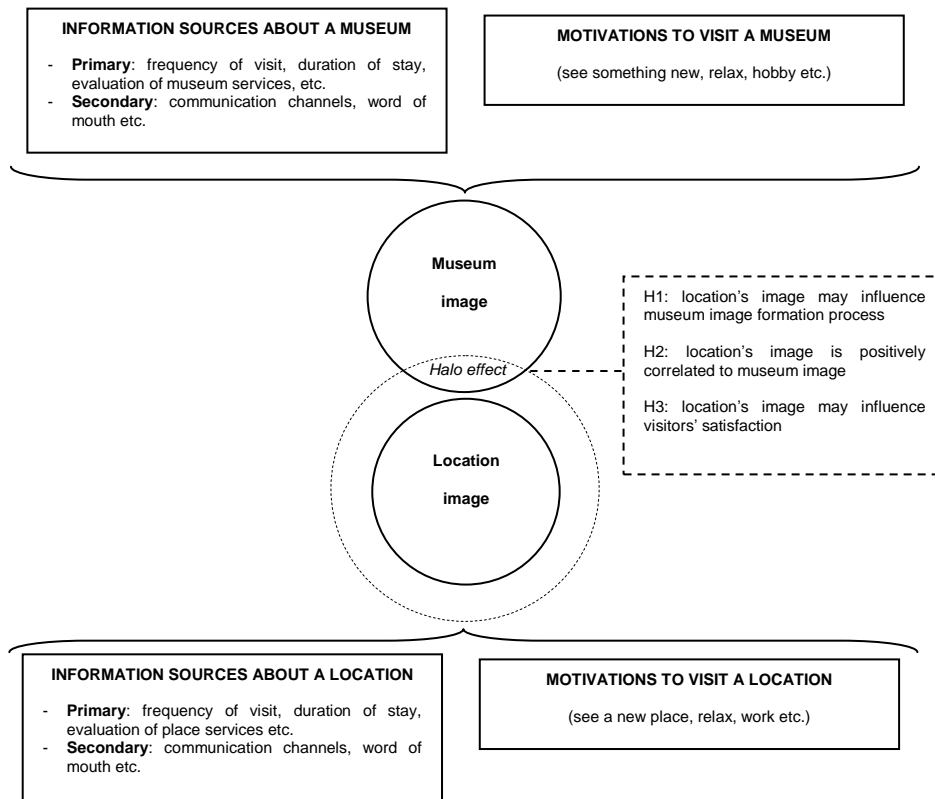 INFORMATION SOURCES ABOUT A MUSEUM
- Primary: frequency of visit, duration of stay,
evaluation of museum services, etc.
- Secondary: communication channels, word of
mouth etc.
MOTIVATIONS TO VISIT A MUSEUM
(see something new, relax, hobby etc.)
Museum
image
Halo effect
H1: location's image may influence
museum image formation process
H2: location's image is positively
correlated to museum image
H3: location's image may influence
visitors' satisfaction
Location
image
INFORMATION SOURCES ABOUT A LOCATION
- Primary: frequency of visit, duration of stay,
evaluation of place services etc.
- Secondary: communication channels, word of
mouth etc.
MOTIVATIONS TO VISIT A LOCATION
(see a new place, relax, work etc.)